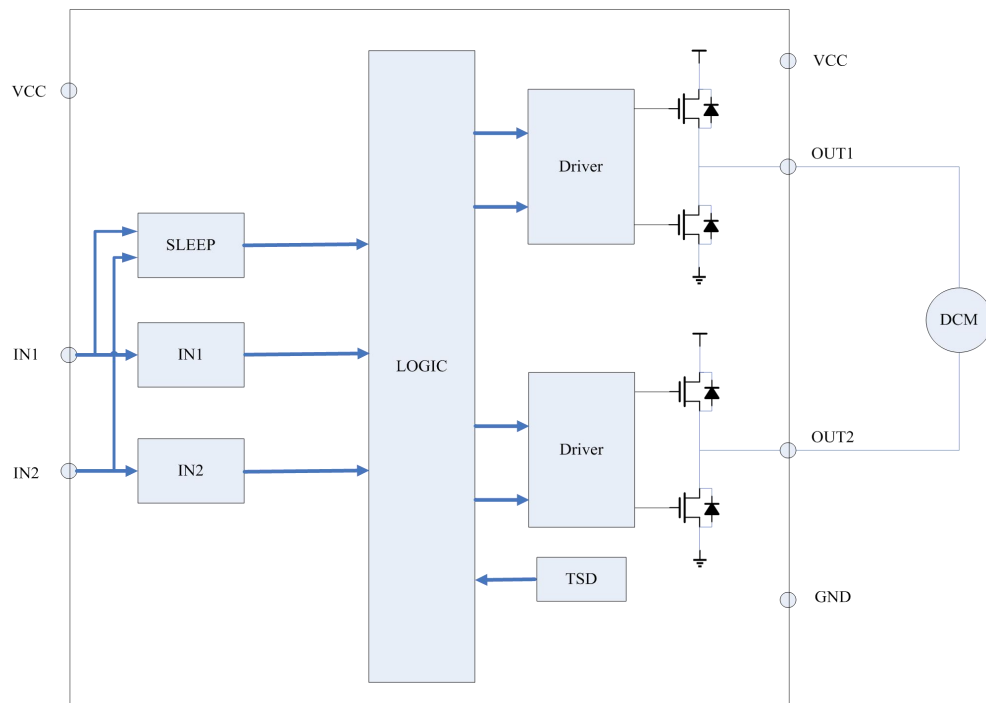 VCC
VCC
Driver
OUT1
SLEEP
DCM
IN1
IN1
LOGIC
OUT2
Driver
IN2
IN2
TSD
GND